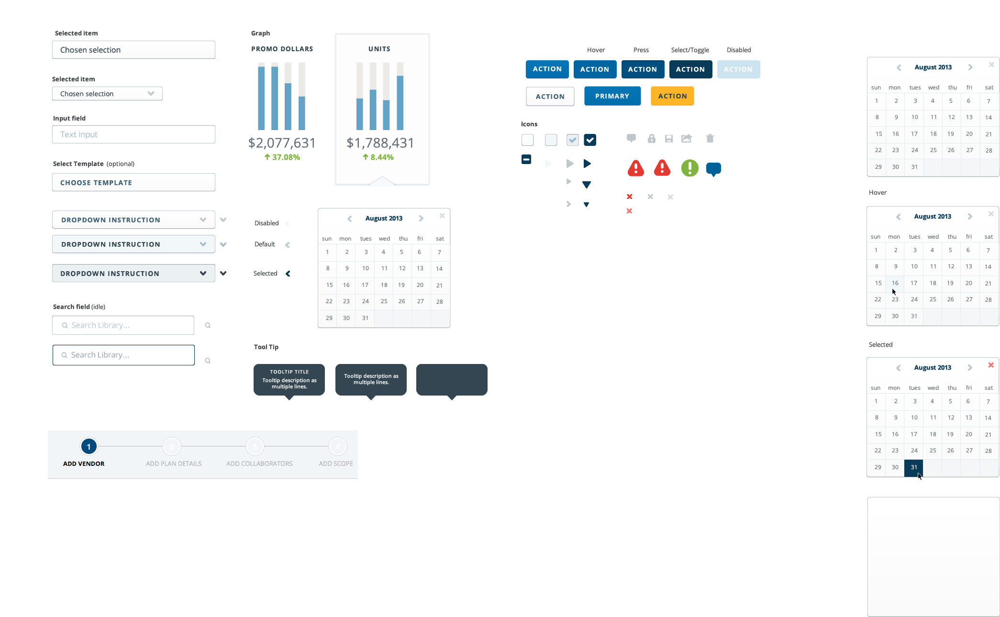 Selected item
Chosen selection
Selected item
Chosen selection
Input field
Text input
Select Template (optional)
CHOOSE TEMPLATE
DROPDOWN INSTRUCTION
DROPDOWN INSTRUCTION
DROPDOWN INSTRUCTION
Search field (idle)
Search Library...
Search Library...
Graph
PROMO DOLLARS
$2,077,631
37.08%
UNITS
$1,788,431
8.44%
Disabled
Default
Selected
August 2013
sun mon tues wed thu fri sat
1 2 3 4 5 6 7
8 9 10 11 12 13 14
15 16 17 18 19 20 21
22 23 24 25 26 27 28
29 30 31
Tool Tip
TOOLTIP TITLE
Tooltip description as
multiple lines.
Tooltip description as
multiple lines.
1 2 3 4
ADD VENDOR ADD PLAN DETAILS ADD COLLABORATORS ADD SCOPE
Hover Press Select/Toggle Disabled
ACTION ACTION ACTION ACTION ACTION
ACTION PRIMARY ACTION
Icons
August 2013
sun mon tues wed thu fri sat
1 2 3 4 5 6 7
8 9 10 11 12 13 14
15 16 17 18 19 20 21
22 23 24 25 26 27 28
29 30 31
Hover
August 2013
sun mon tues wed thu fri sat
1 2 3 4 5 6 7
8 9 10 11 12 13 14
15 16 17 18 19 20 21
22 23 24 25 26 27 28
29 30 31
Selected
August 2013
sun mon tues wed thu fri sat
1 2 3 4 5 6 7
8 9 10 11 12 13 14
15 16 17 18 19 20 21
22 23 24 25 26 27 28
29 30 31